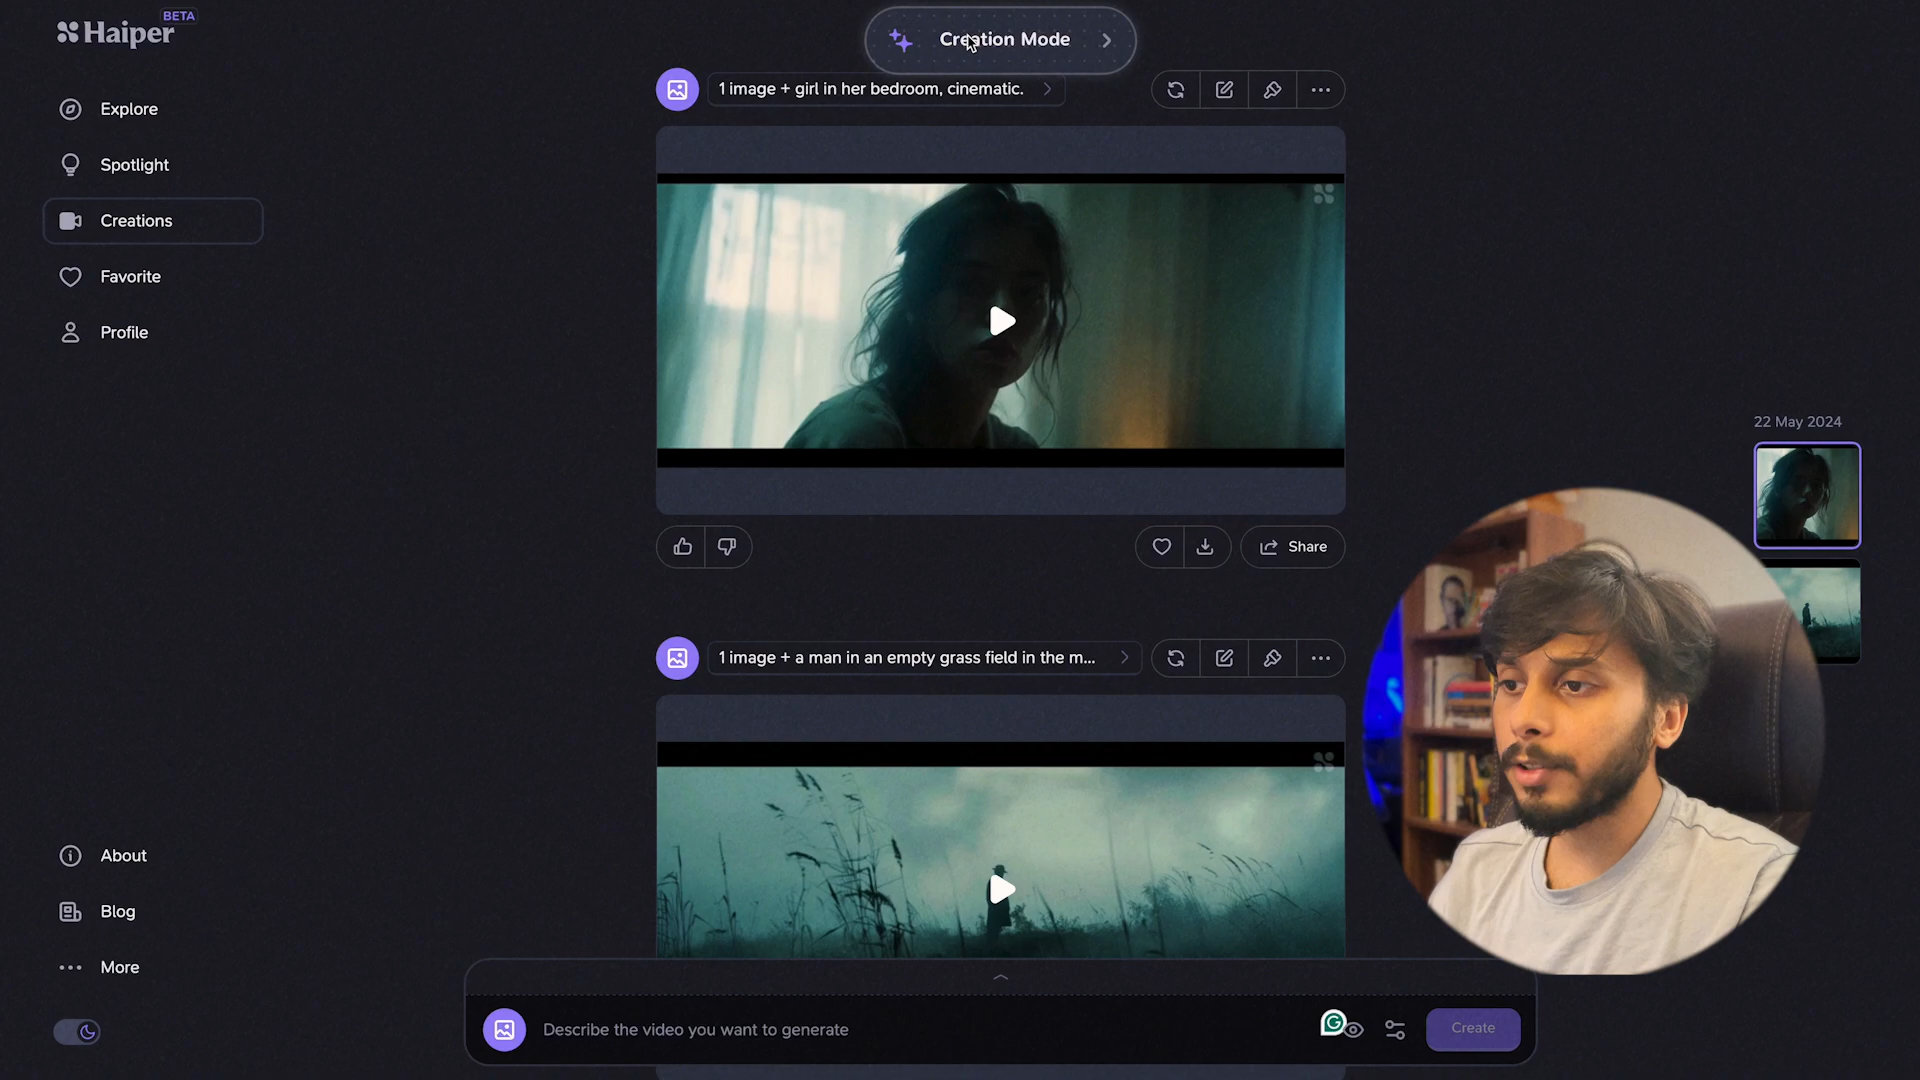 Haiper BETA
Explore
Spotlight
Creations
Favorite
Profile
About
Blog
More
Creation Mode
1 image + girl in her bedroom, cinematic.
Share
1 image + a man in an empty grass field in the m...
Describe the video you want to generate
Create
22 May 2024